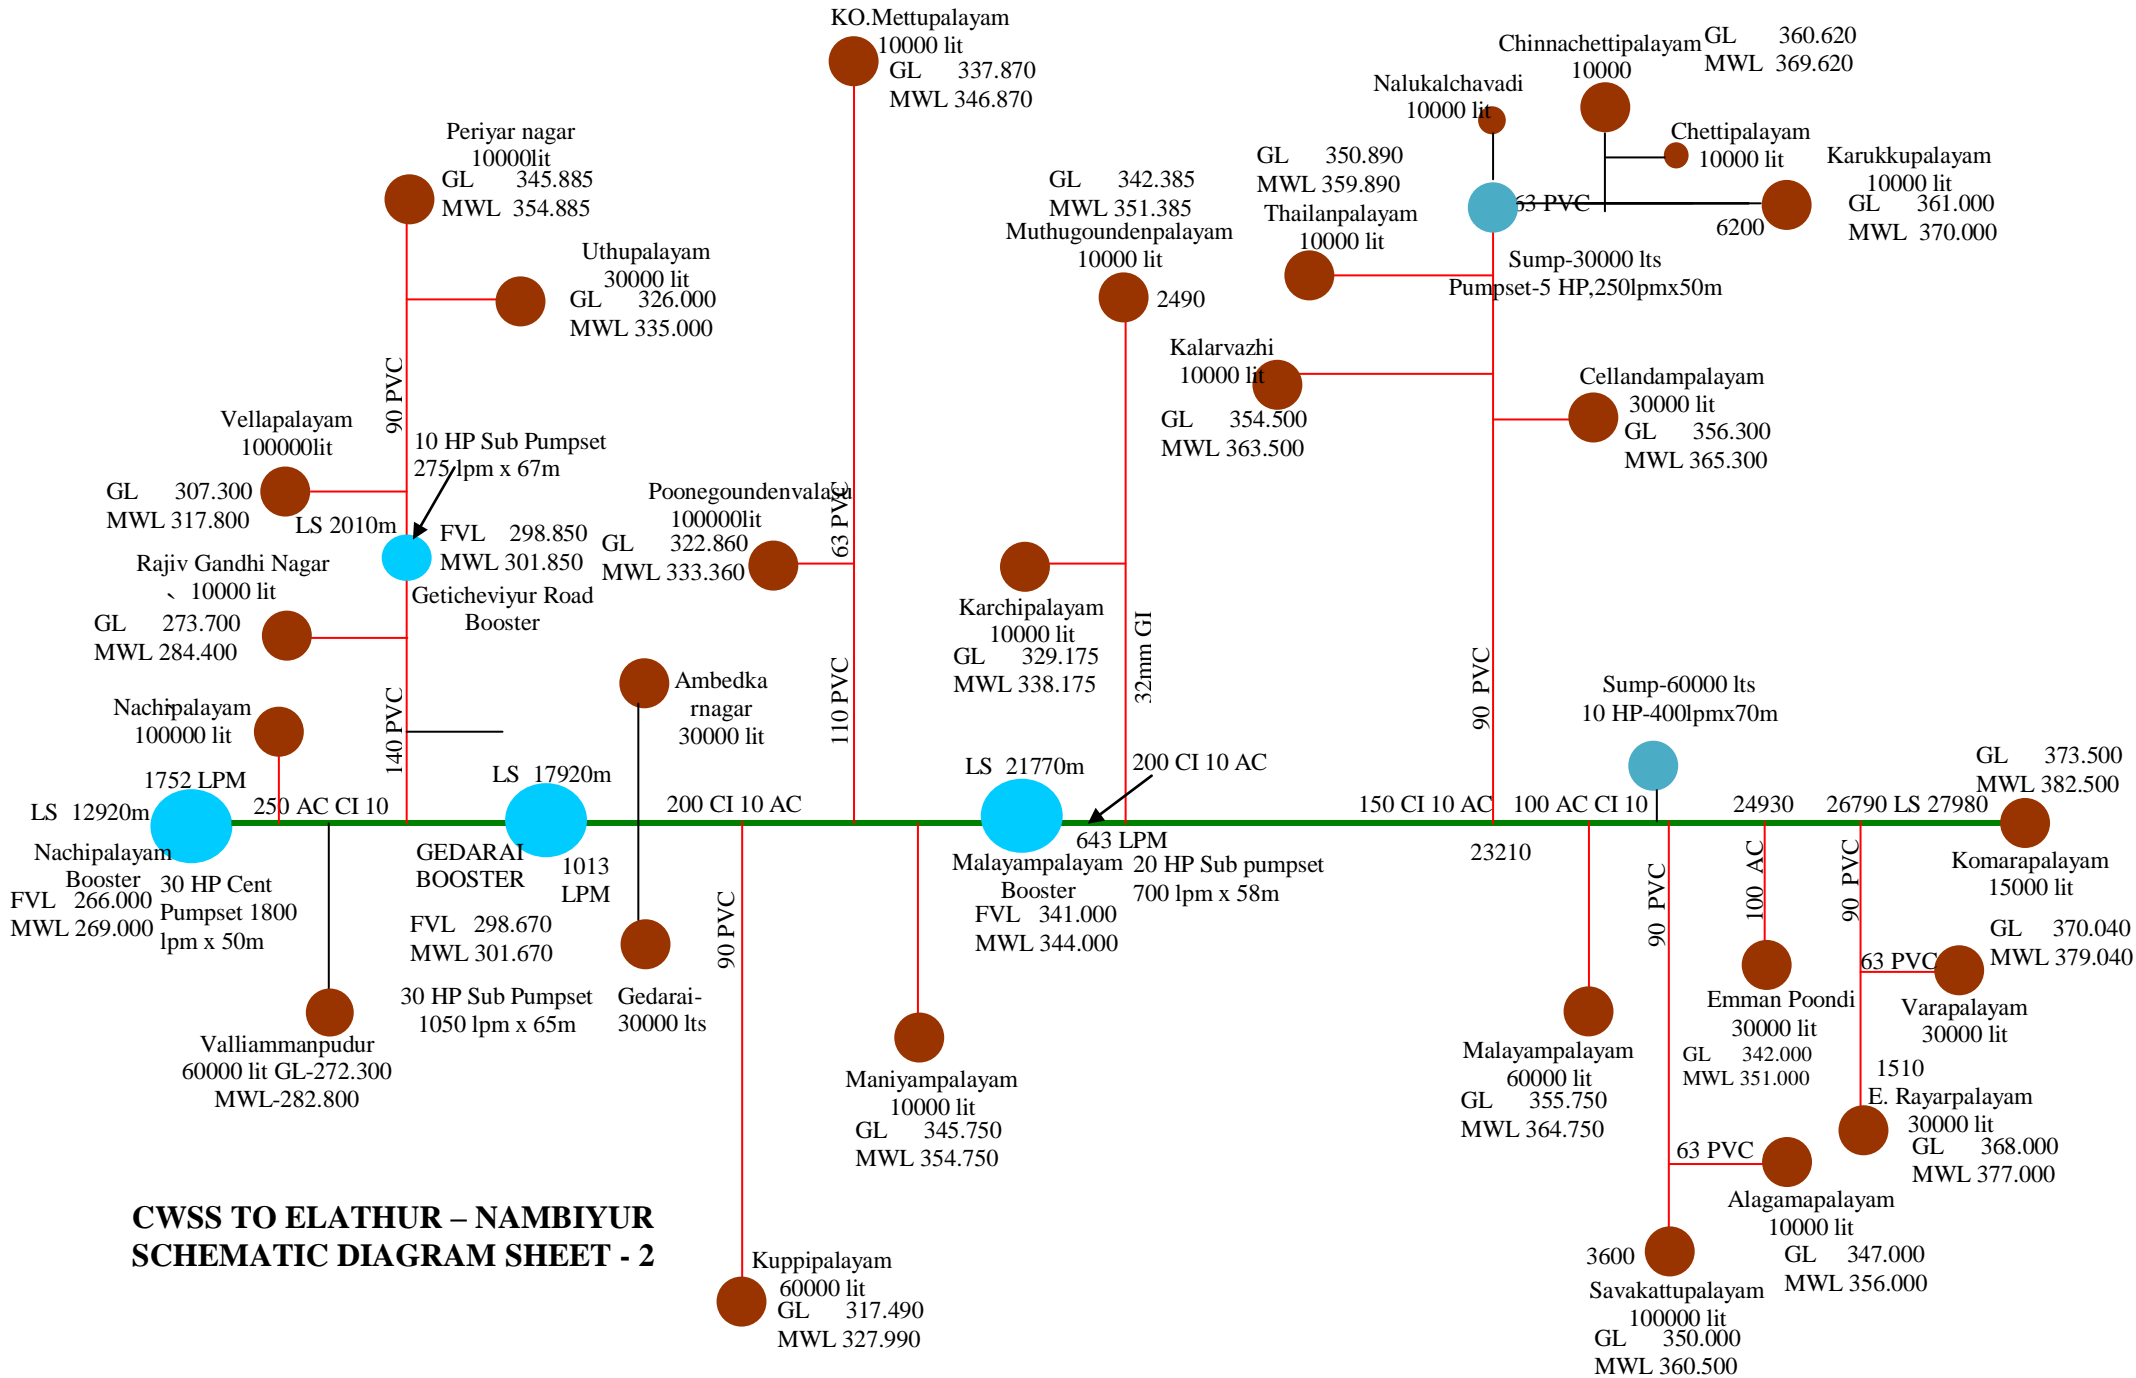 KO.Mettupalayam
10000 lit
GL 337.870
MWL 346.870
Chinnachettipalayam
10000
GL 360.620
MWL 369.620
Nalukalchavadi
10000 lit
Chettipalayam
10000 lit
Karukkupalayam
10000 lit
GL 361.000
MWL 370.000
63 PVC
6200
Periyar nagar
10000lit
GL 345.885
MWL 354.885
Uthupalayam
30000 lit
GL 326.000
MWL 335.000
GL 342.385
MWL 351.385
Muthugoundenpalayam
10000 lit
2490
GL 350.890
MWL 359.890
Thailanpalayam
10000 lit
Sump-30000 lts
Pumpset-5 HP,250lpmx50m
Kalarvazhi
10000 lit
GL 354.500
MWL 363.500
Cellandampalayam
30000 lit
GL 356.300
MWL 365.300
90 PVC
Vellapalayam
100000lit
GL 307.300
MWL 317.800
LS 2010m
10 HP Sub Pumpset
275 lpm x 67m
FVL 298.850
MWL 301.850
Geticheviyur Road
Booster
Rajiv Gandhi Nagar
10000 lit
`
GL 273.700
MWL 284.400
Poonegoundenvalasu
100000lit
GL 322.860
MWL 333.360
63 PVC
110 PVC
Karchipalayam
10000 lit
GL 329.175
MWL 338.175
32mm GI
90 PVC
Sump-60000 lts
10 HP-400lpmx70m
Nachipalayam
100000 lit
140 PVC
Ambedka
rnagar
30000 lit
1752 LPM
LS 12920m
250 AC CI 10
LS 17920m
200 CI 10 AC
LS 21770m
200 CI 10 AC
150 CI 10 AC
100 AC CI 10
24930
26790 LS 27980
GL 373.500
MWL 382.500
Komarapalayam
15000 lit
Nachipalayam
Booster
FVL 266.000
MWL 269.000
30 HP Cent
Pumpset 1800
lpm x 50m
GEDARAI
BOOSTER
1013
LPM
FVL 298.670
MWL 301.670
30 HP Sub Pumpset
1050 lpm x 65m
Gedarai-
30000 lts
90 PVC
643 LPM
Malayampalayam
Booster
FVL 341.000
MWL 344.000
20 HP Sub pumpset
700 lpm x 58m
23210
90 PVC
100 AC
90 PVC
GL 370.040
MWL 379.040
63 PVC
Varapalayam
30000 lit
Emman Poondi
30000 lit
GL 342.000
MWL 351.000
Valliammanpudur
60000 lit GL-272.300
MWL-282.800
Maniyampalayam
10000 lit
GL 345.750
MWL 354.750
Malayampalayam
60000 lit
GL 355.750
MWL 364.750
1510
E. Rayarpalayam
30000 lit
GL 368.000
MWL 377.000
63 PVC
Alagamapalayam
10000 lit
GL 347.000
MWL 356.000
3600
Savakattupalayam
100000 lit
GL 350.000
MWL 360.500
Kuppipalayam
60000 lit
GL 317.490
MWL 327.990
CWSS TO ELATHUR – NAMBIYUR
SCHEMATIC DIAGRAM SHEET - 2